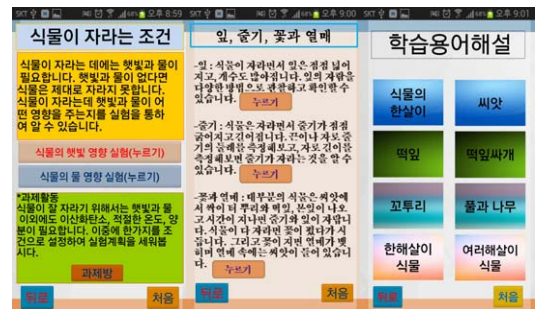 SKT 오후 8:59
식물이 자라는 조건
식물이 자라는 데에는 햇빛과 물이
필요합니다. 햇빛과 물이 없다면
식물은 제대로 자라지 못합니다.
식물이 자라는데 햇빛과 물이 어
떤 영향을 주는지를 실험을 통하
여 알 수 있습니다.
식물의 햇빛 영향 실험(누르기)
식물의 물 영향 실험(누르기)
*과제활동
식물이 잘 자라기 위해서는 햇빛과 물
이외에도 이산화탄소, 적절한 온도, 양
분이 필요합니다. 이중에 한가지를 조
건으로 설정하여 실험계획을 세워봅
시다.
과제방
뒤로
처음
SKT 오후 9:00
잎, 줄기, 꽃과 열매
-잎 : 식물이 자라면서 잎은 점점 넓어
지고, 개수도 많아집니다. 잎의 자람을
다양한 방법으로 관찰하고 확인할 수
있습니다.
누르기
-줄기 : 식물은 자라면서 줄기가 점점
굵어지고 길어집니다. 끈이나 자로 줄
기의 둘레를 측정해보고, 자로 길이를
측정해보면 줄기가 자라는 것을 알 수
있습니다.
누르기
-꽃과 열매 : 대부분의 식물은 씨앗에
서 싹이 터 뿌리와 떡잎, 본잎이 나오
고 시간이 지나면 줄기와 잎이 자랍니
다. 식물이 다 자라면 꽃이 폈다가 시
듭니다. 그리고 꽃이 지면 열매가 맺
히며 열매 속에는 씨앗이 들어 있습니
다.
누르기
뒤로
처음
SKT 오후 9:01
학습용어해설
식물의
한살이
씨앗
떡잎
떡잎싸개
꼬투리
풀과 나무
한해살이
식물
여러해살이
식물
뒤로
처음